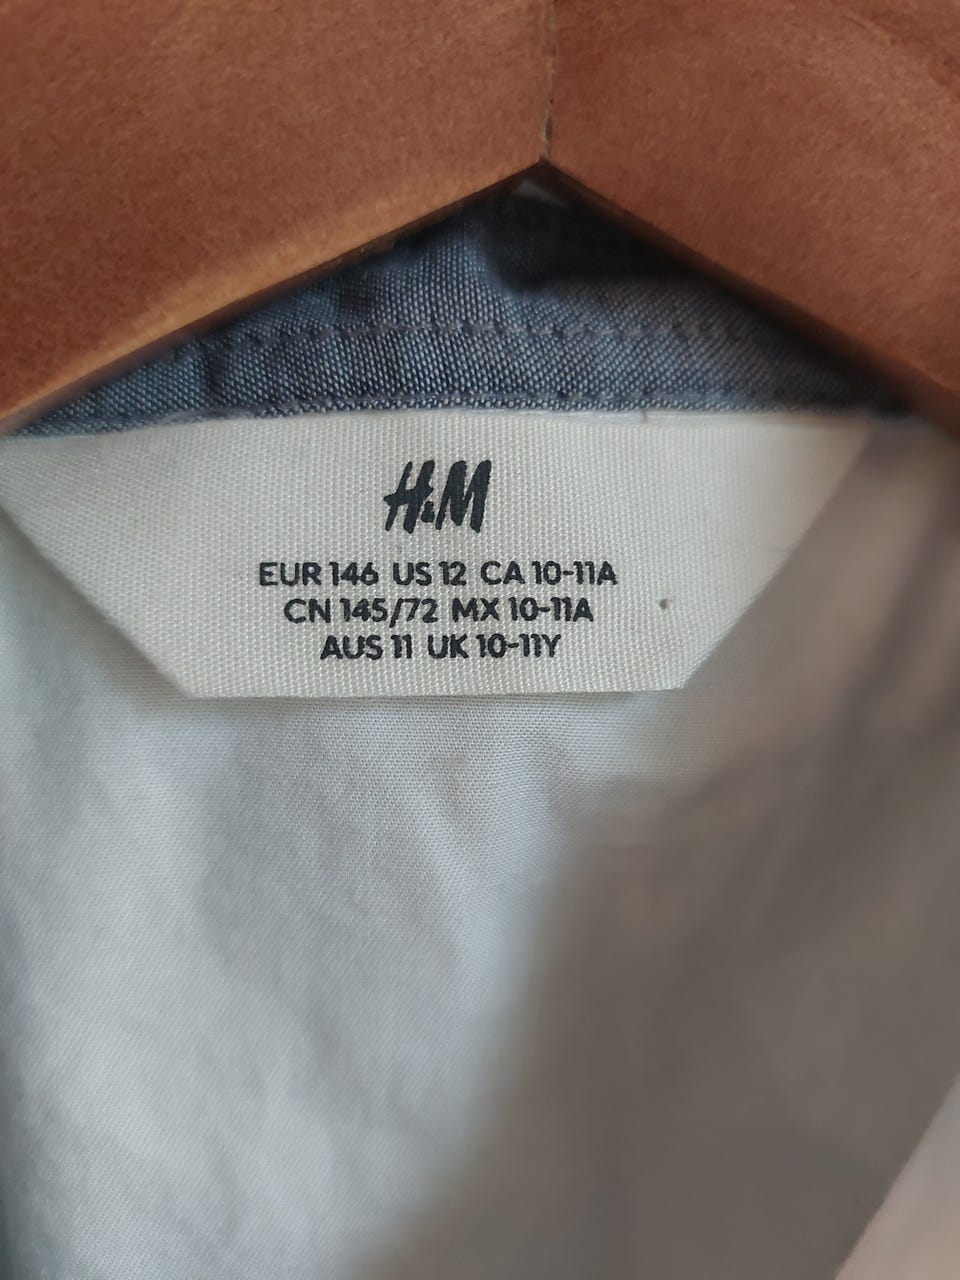 H&M
EUR 146 US 12 CA 10-11A
CN 145/72 MX 10-11A
AUS 11 UK 10-11Y